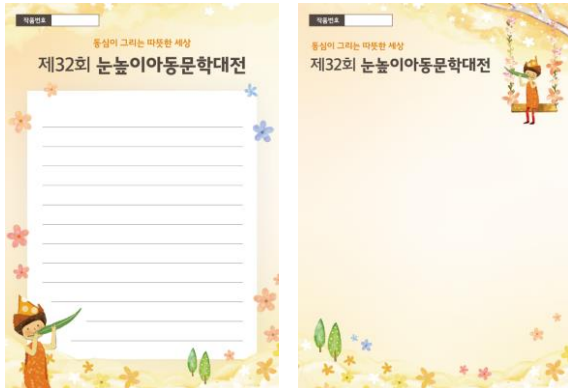 작품번호
동심이 그리는 따뜻한 세상
제32회 눈높이아동문학대전
작품번호
동심이 그리는 따뜻한 세상
제32회 눈높이아동문학대전